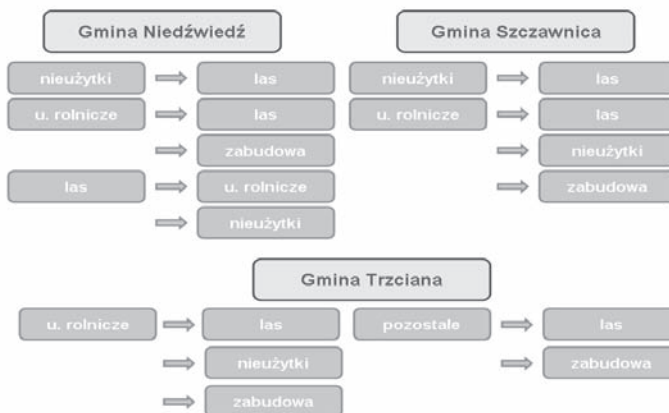 Gmina Niedźwiedź
nieużytki
las
u. rolnicze
las
zabudowa
las
u. rolnicze
nieużytki
Gmina Szczawnica
nieużytki
las
u. rolnicze
las
nieużytki
zabudowa
Gmina Trzciana
u. rolnicze
las
nieużytki
zabudowa
pozostałe
las
zabudowa